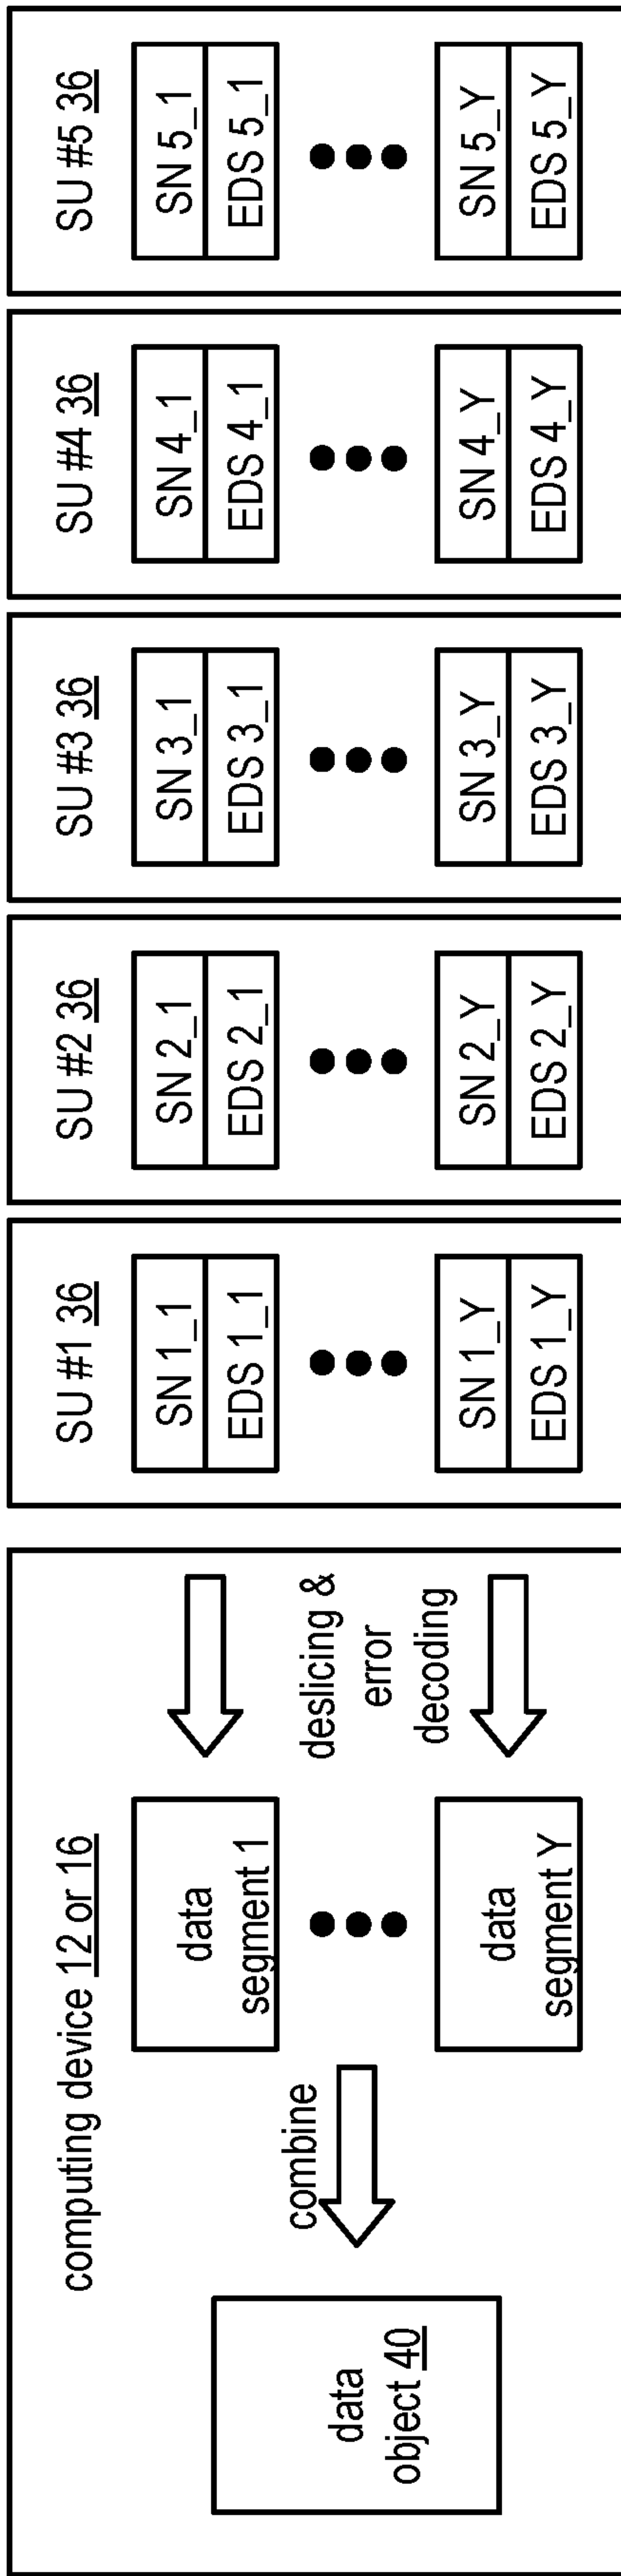 computing device 12 or 16
data
object 40
combine
data
segment 1
data
segment Y
deslicing &
error
decoding
SU #1 36
SN 1_1
EDS 1_1
SN 1_Y
EDS 1_Y
SU #2 36
SN 2_1
EDS 2_1
SN 2_Y
EDS 2_Y
SU #3 36
SN 3_1
EDS 3_1
SN 3_Y
EDS 3_Y
SU #4 36
SN 4_1
EDS 4_1
SN 4_Y
EDS 4_Y
SU #5 36
SN 5_1
EDS 5_1
SN 5_Y
EDS 5_Y